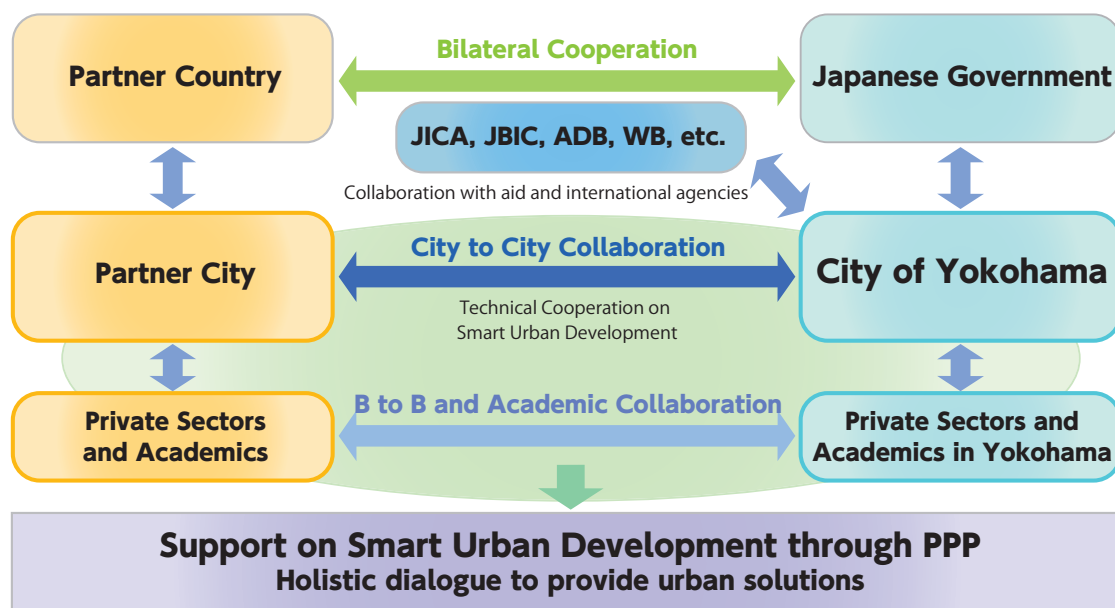 Partner Country
Bilateral Cooperation
Japanese Government
JICA, JBIC, ADB, WB, etc.
Collaboration with aid and international agencies
Partner City
City to City Collaboration
City of Yokohama
Technical Cooperation on
Smart Urban Development
Private Sectors
and Academics
B to B and Academic Collaboration
Private Sectors and
Academics in Yokohama
Support on Smart Urban Development through PPP
Holistic dialogue to provide urban solutions